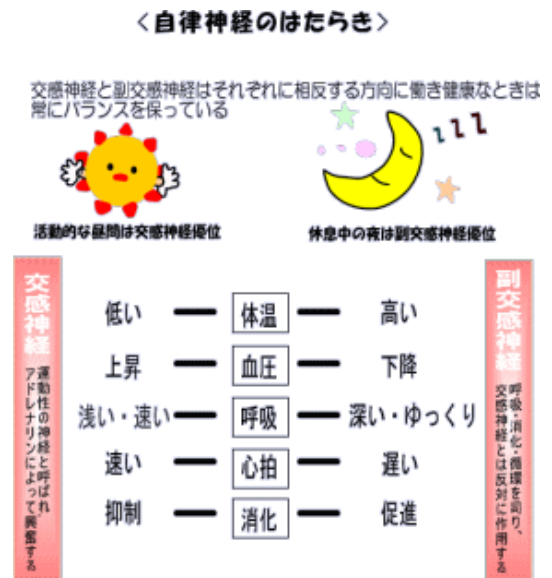 <自律神経のはたらき>
交感神経と副交感神経はそれぞれに相反する方向に働き健康なときは
常にバランスを保っている
zzz
活動的な昼間は交感神経優位
休息中の夜は副交感神経優位
交感神経
運動性の神経と呼ばれ、
アドレナリンによって興奮する
低い 体温 高い
上昇 血圧 下降
浅い・速い 呼吸 深い・ゆっくり
速い 心拍 遅い
抑制 消化 促進
副交感神経
呼吸・消化・循環を司り、
交感神経とは反対に作用する